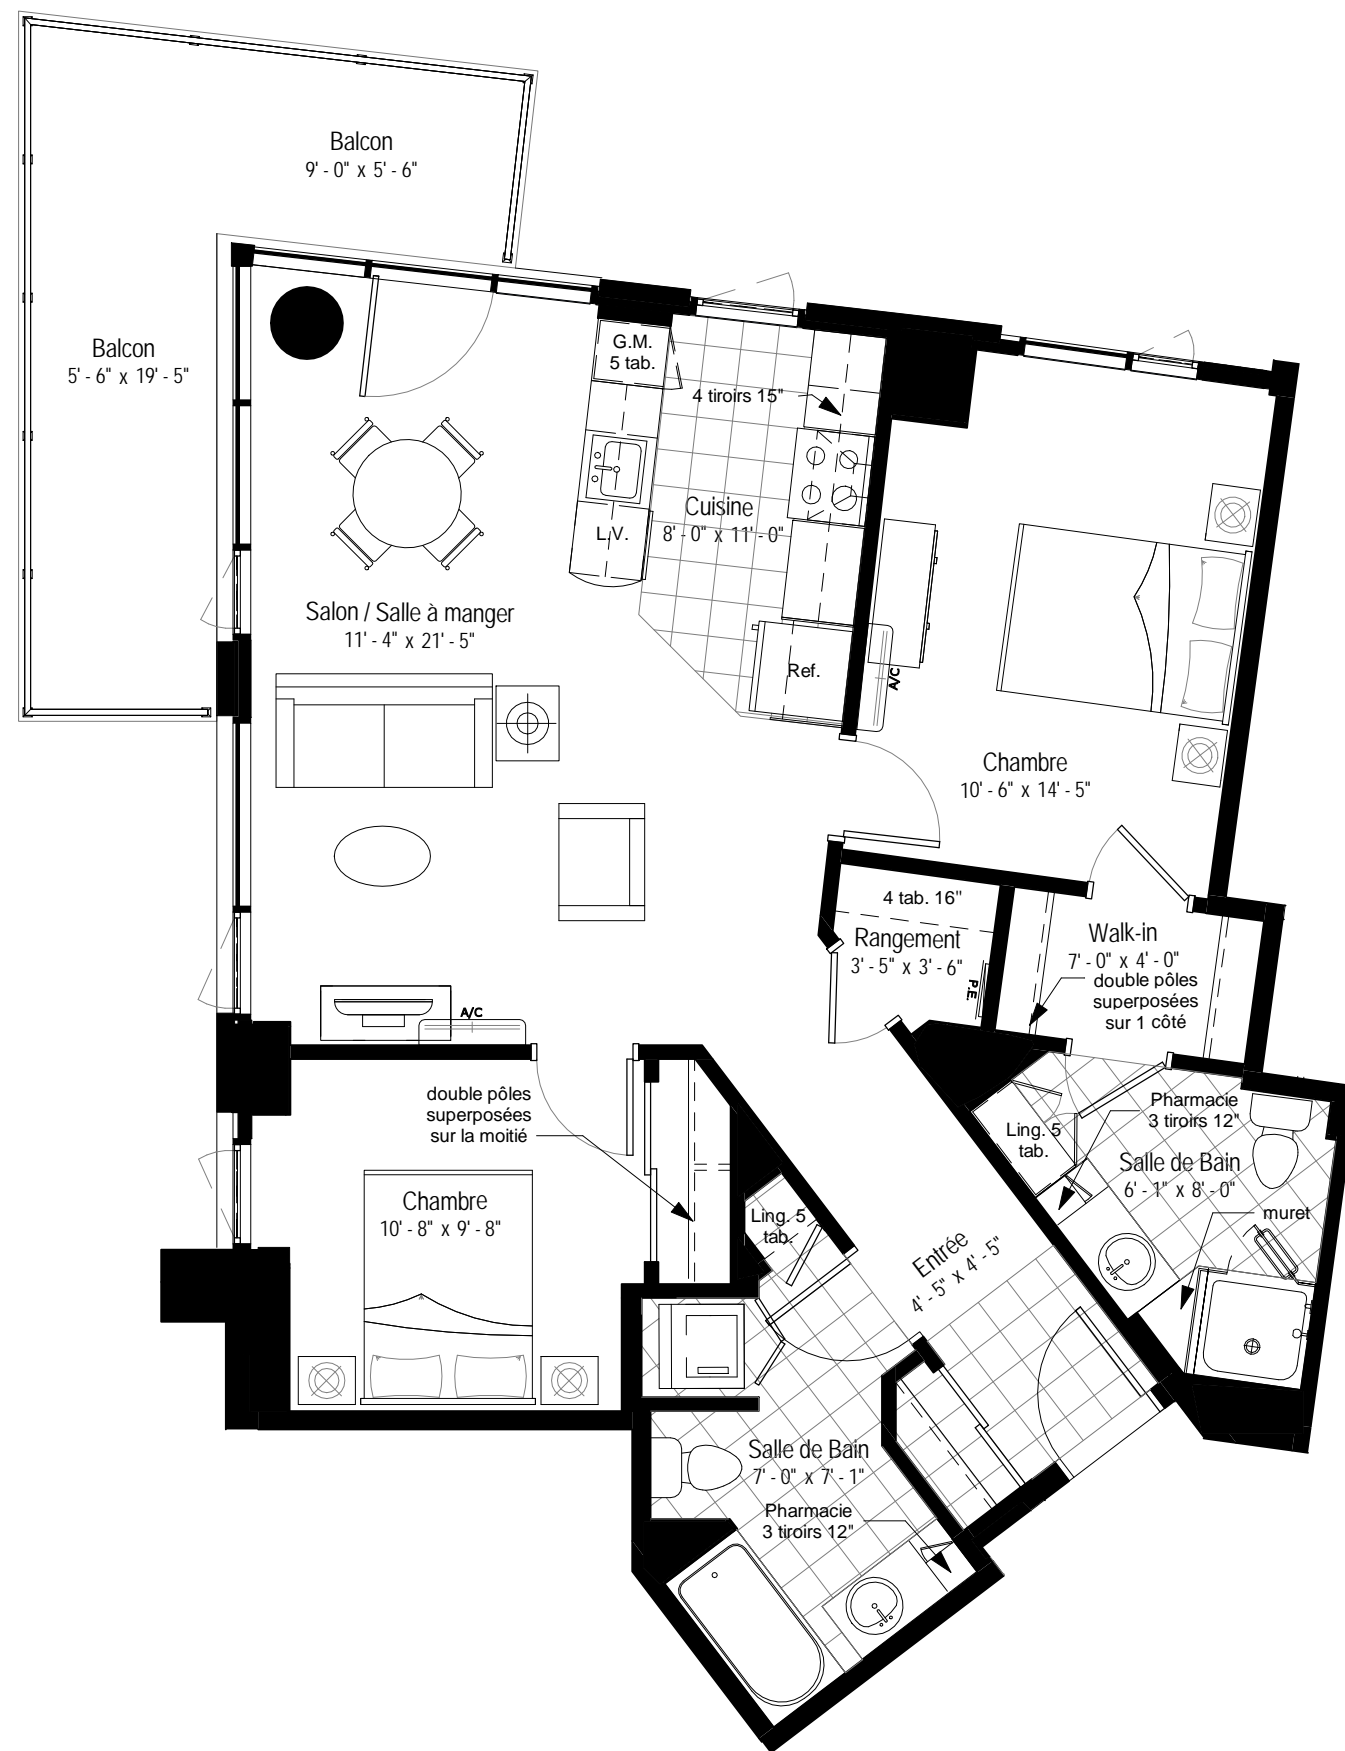 Balcon
9' - 0" x 5' - 6"
Balcon
5' - 6" x 19' - 5"
G.M.
5 tab.
4 tiroirs 15"
Cuisine
8' - 0" x 11' - 0"
L.V.
Salon / Salle à manger
11' - 4" x 21' - 5"
Ref.
A/C
Chambre
10' - 6" x 14' - 5"
4 tab. 16"
Rangement
3' - 5" x 3' - 6"
P.E.
Walk-in
7' - 0" x 4' - 0"
double pôles
superposées
sur 1 côté
A/C
double pôles
superposées
sur la moitié
Pharmacie
3 tiroirs 12"
Ling. 5
tab.
Salle de Bain
6' - 1" x 8' - 0"
muret
Chambre
10' - 8" x 9' - 8"
Ling. 5
tab.
Entrée
4' - 5" x 4' - 5"
Salle de Bain
7' - 0" x 7' - 1"
Pharmacie
3 tiroirs 12"